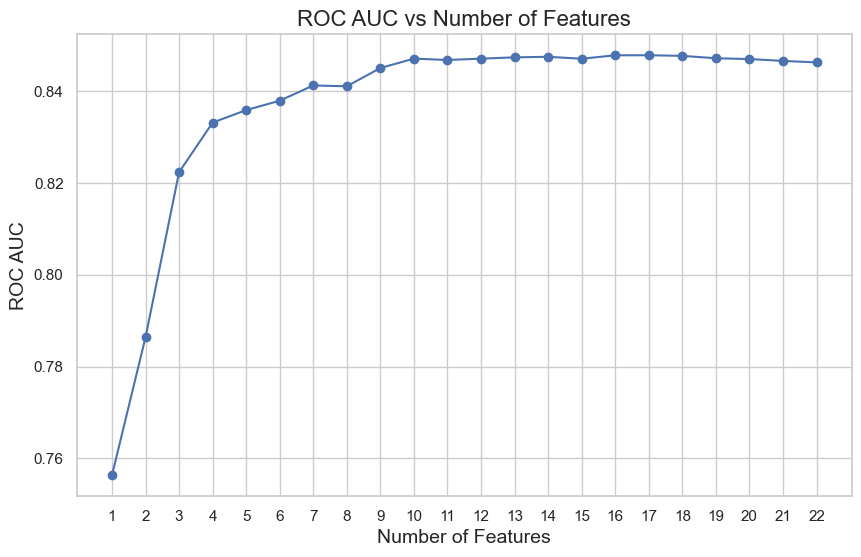 ROC AUC vs Number of Features
ROC AUC
0.84
0.82
0.80
0.78
0.76
1 2 3 4 5 6 7 8 9 10 11 12 13 14 15 16 17 18 19 20 21 22
Number of Features